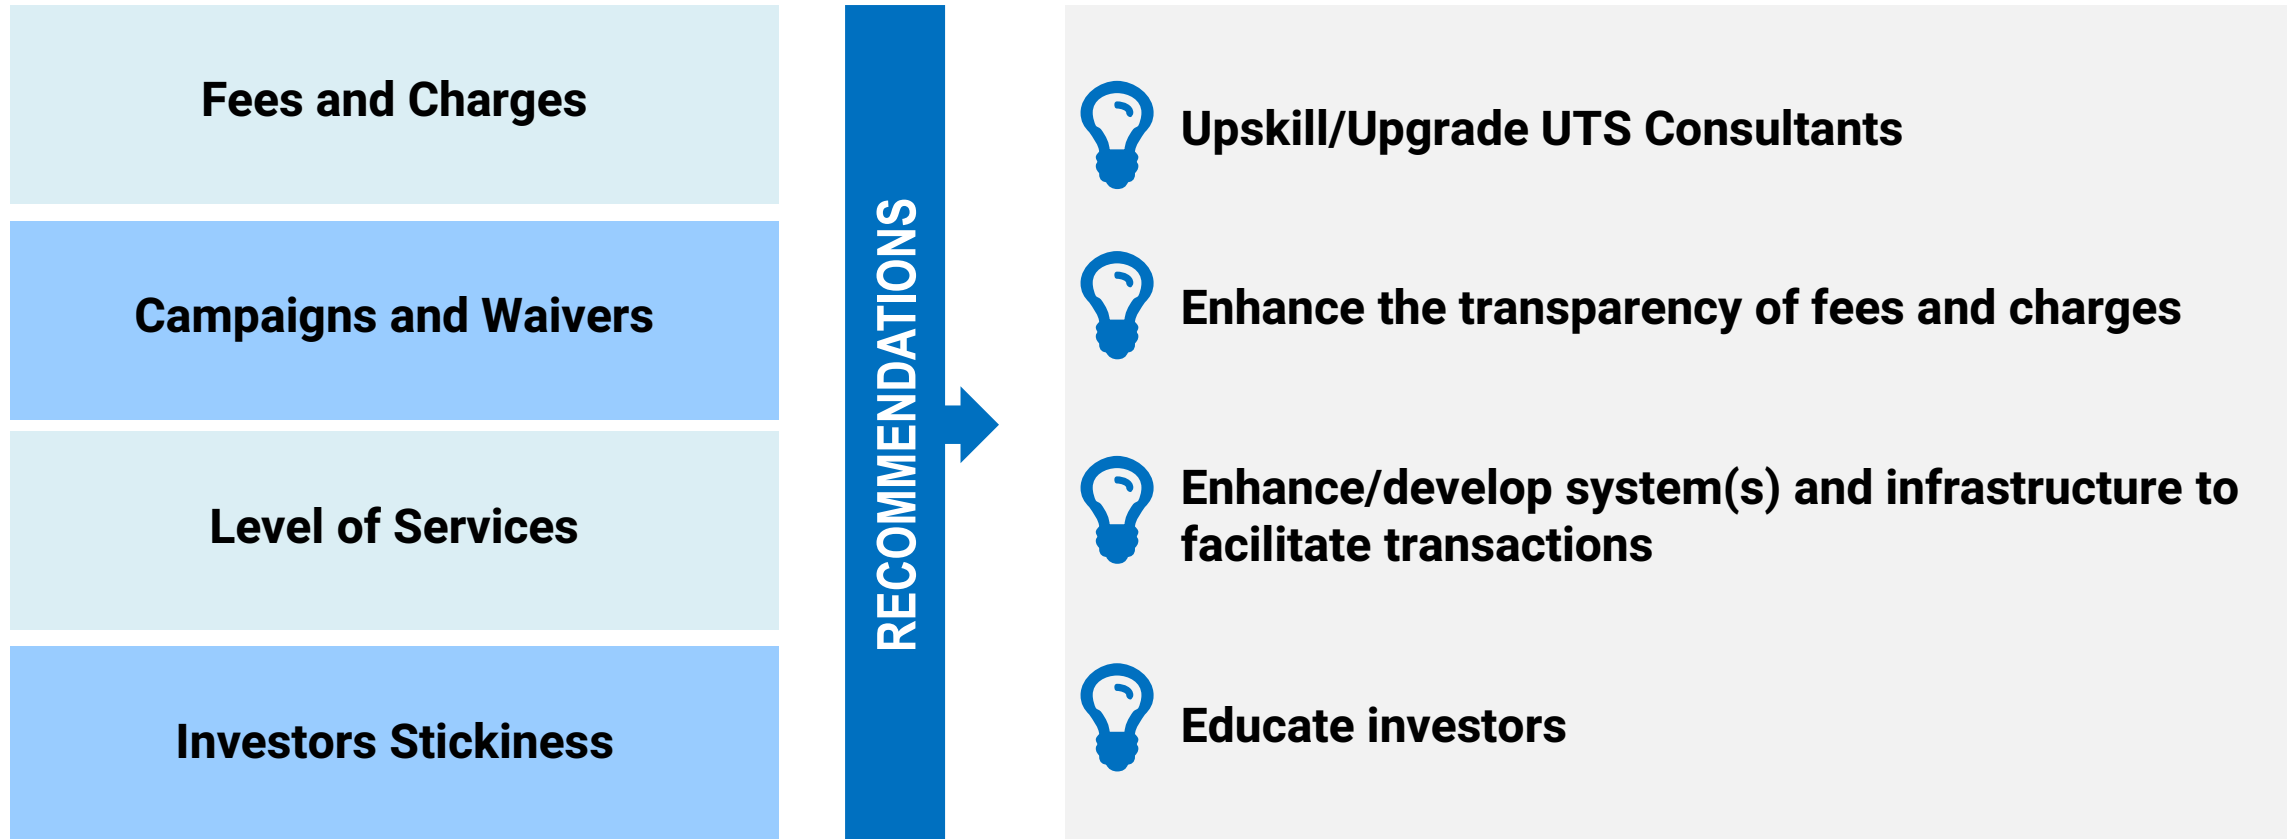 Fees and Charges
Campaigns and Waivers
Level of Services
Investors Stickiness
RECOMMENDATIONS
Upskill/Upgrade UTS Consultants
Enhance the transparency of fees and charges
Enhance/develop system(s) and infrastructure to
facilitate transactions
Educate investors